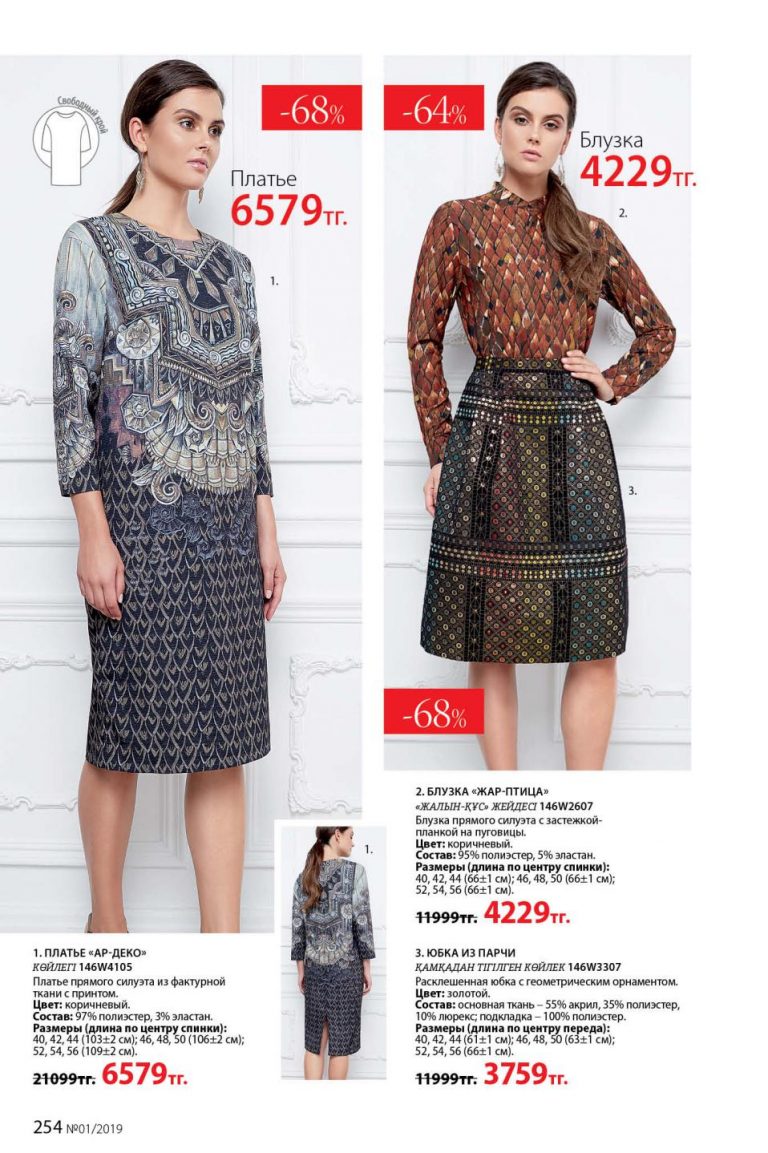 Свободный крой
-68%
Платье
6579тг.
1.
-64%
Блузка
4229тг.
2.
3.
-68%
1.
1. ПЛАТЬЕ «АР-ДЕКО»
КӨЙЛЕГІ 146W4105
Платье прямого силуэта из фактурной
ткани с принтом.
Цвет: коричневый.
Состав: 97% полиэстер, 3% эластан.
Размеры (длина по центру спинки):
40, 42, 44 (103±2 см); 46, 48, 50 (106±2 см);
52, 54, 56 (109±2 см).
21099тг. 6579тг.
2. БЛУЗКА «ЖАР-ПТИЦА»
«ЖАЛЫН-ҚҰС» ЖЕЙДЕСІ 146W2607
Блузка прямого силуэта с застежкой-
планкой на пуговицы.
Цвет: коричневый.
Состав: 95% полиэстер, 5% эластан.
Размеры (длина по центру спинки):
40, 42, 44 (66±1 см); 46, 48, 50 (66±1 см);
52, 54, 56 (66±1 см).
11999тг. 4229тг.
3. ЮБКА ИЗ ПАРЧИ
ҚАМҚАДАН ТІГІЛГЕН КӨЙЛЕК 146W3307
Расклешенная юбка с геометрическим орнаментом.
Цвет: золотой.
Состав: основная ткань – 55% акрил, 35% полиэстер,
10% люрекс; подкладка – 100% полиэстер.
Размеры (длина по центру переда):
40, 42, 44 (61±1 см); 46, 48, 50 (63±1 см);
52, 54, 56 (66±1 см).
11999тг. 3759тг.
254 №01/2019